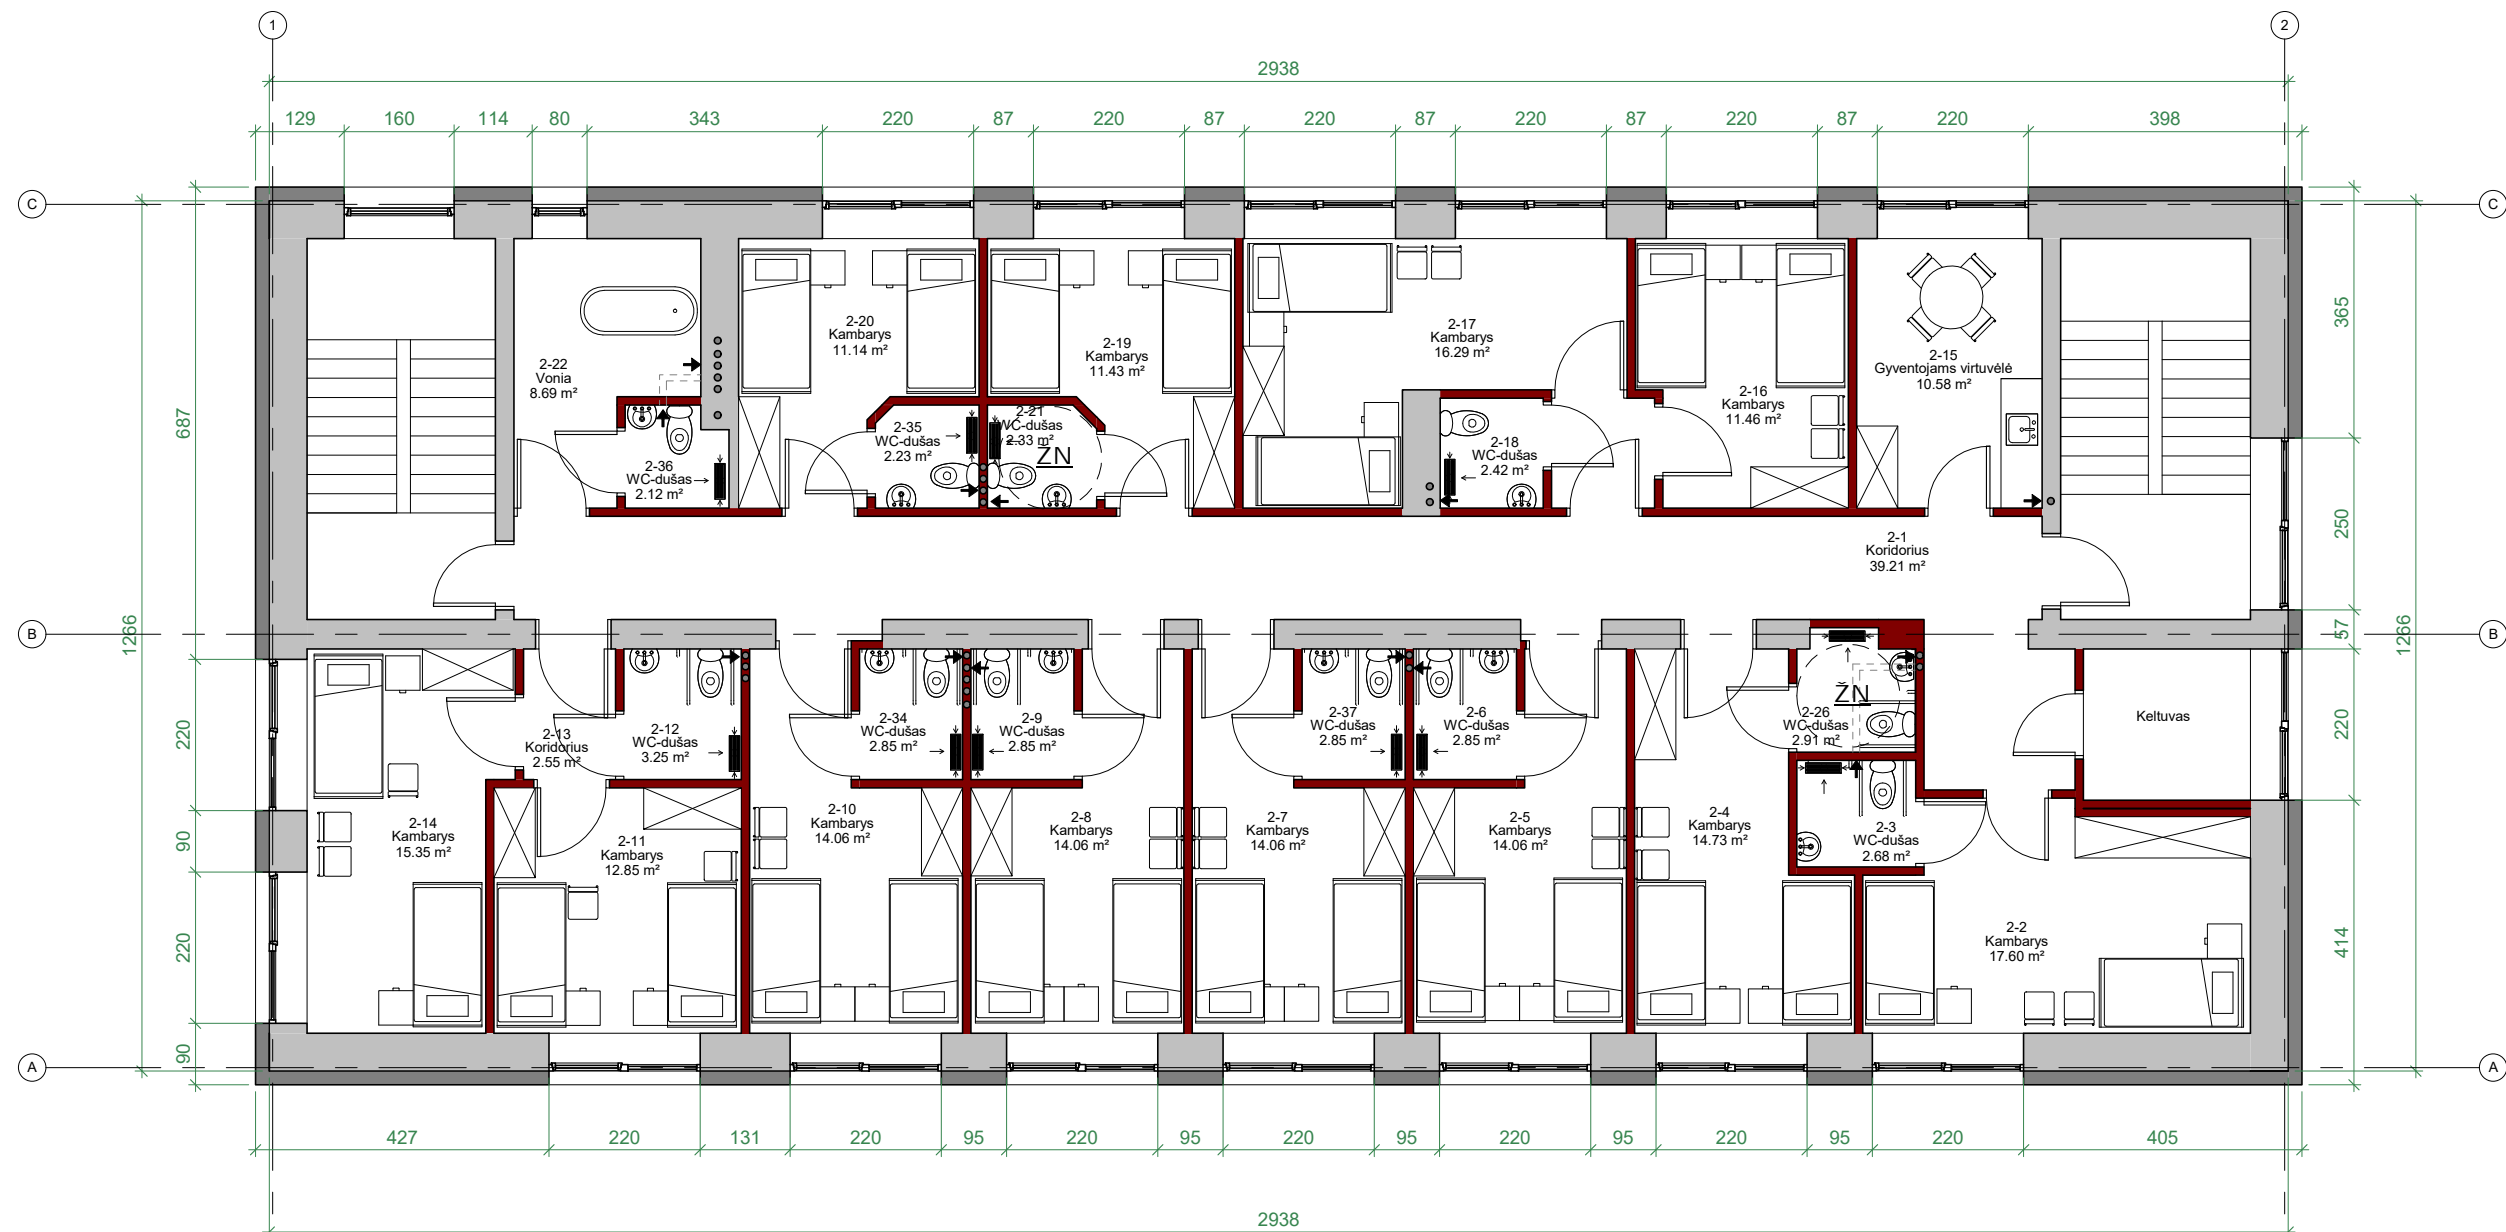 1
2
2938
129 160 114 80 343 220 87 220 87 220 87 220 87 220 87 220 398
C
C
687
1266
365
250
57
1266
2-20
Kambarys
11.14 m²
2-19
Kambarys
11.43 m²
2-17
Kambarys
16.29 m²
2-15
Gyventojams virtuvėlė
10.58 m²
2-22
Vonia
8.69 m²
2-16
Kambarys
11.46 m²
2-35
WC-dušas
2.23 m²
2-21
WC-dušas
2.33 m²
ŽN
2-18
WC-dušas
2.42 m²
2-36
WC-dušas
2.12 m²
2-1
Koridorius
39.21 m²
B
B
220
90
220
90
220
414
2-13
Koridorius
2.55 m²
2-12
WC-dušas
3.25 m²
2-34
WC-dušas
2.85 m²
2-9
WC-dušas
2.85 m²
2-37
WC-dušas
2.85 m²
2-6
WC-dušas
2.85 m²
ŽN
2-26
WC-dušas
2.91 m²
Keltuvas
2-14
Kambarys
15.35 m²
2-11
Kambarys
12.85 m²
2-10
Kambarys
14.06 m²
2-8
Kambarys
14.06 m²
2-7
Kambarys
14.06 m²
2-5
Kambarys
14.06 m²
2-4
Kambarys
14.73 m²
2-3
WC-dušas
2.68 m²
2-2
Kambarys
17.60 m²
A
A
427 220 131 220 95 220 95 220 95 220 95 220 95 220 405
2938